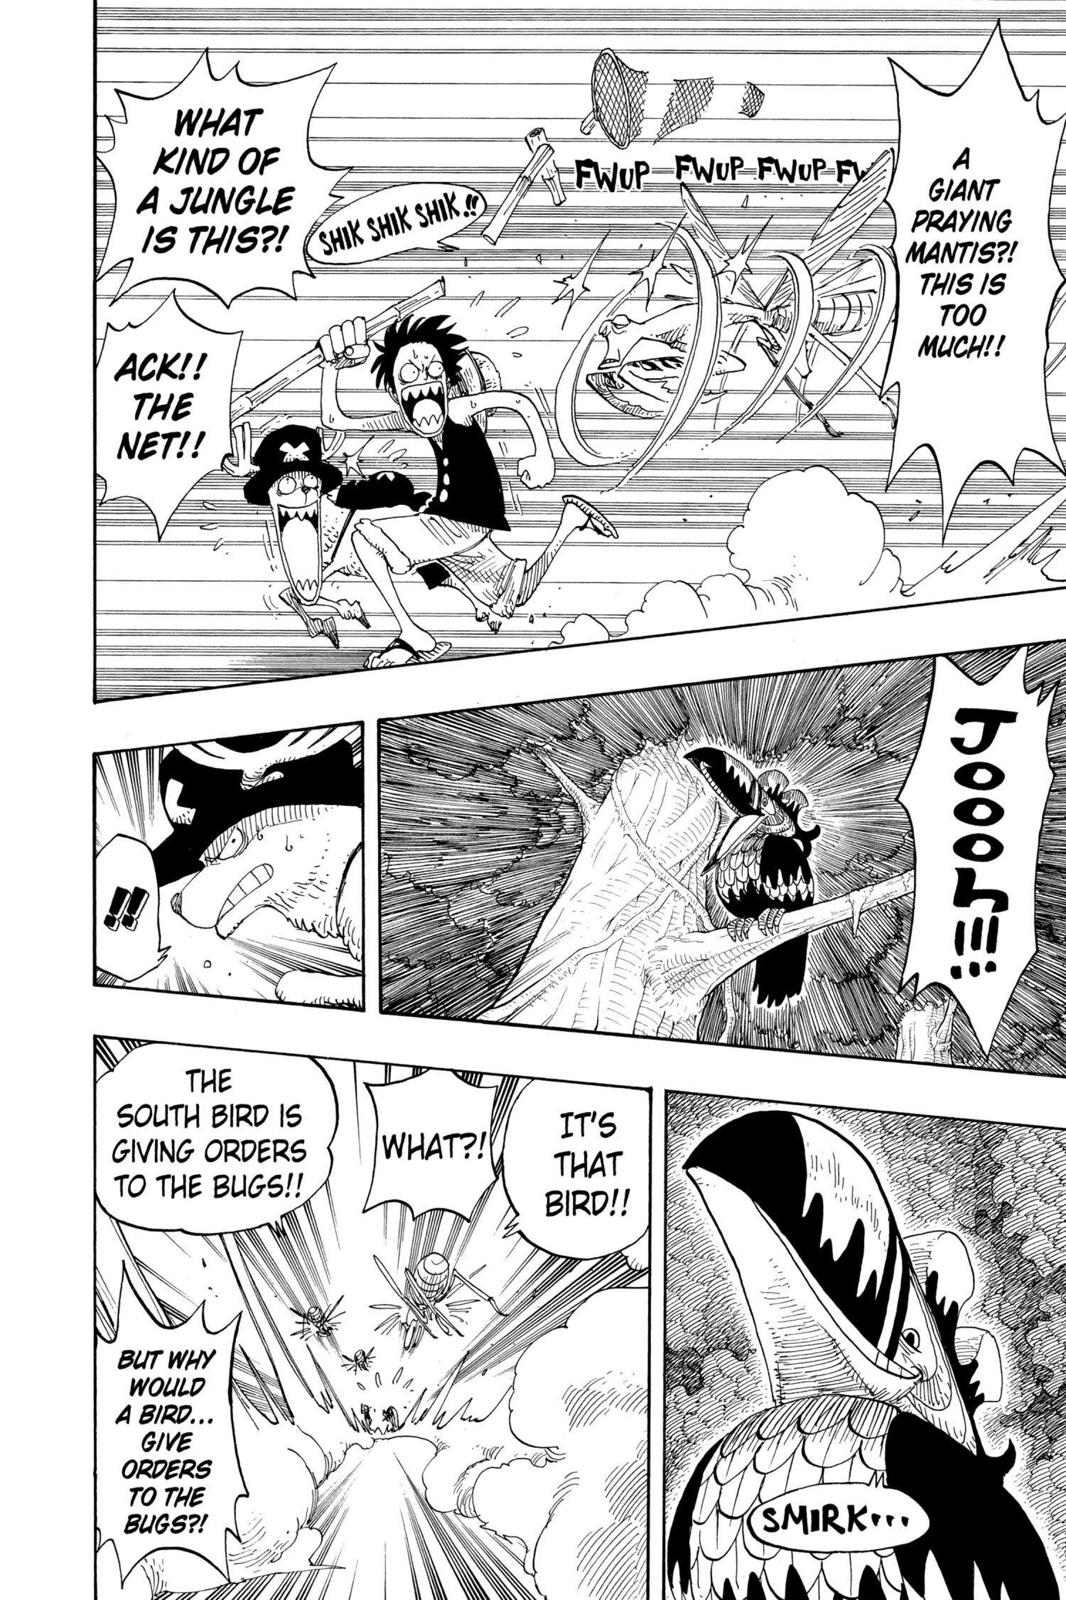 A
GIANT
PRAYING
MANTIS?!
THIS IS
TOO
MUCH!!
FWUP FWUP FWUP FW
SHIK SHIK SHIK!!
WHAT
KIND OF
A JUNGLE
IS THIS?!
ACK!!
THE
NET!!
JOOOH!!!
!!
SMIRK...
IT'S
THAT
BIRD!!
WHAT?!
THE
SOUTH BIRD IS
GIVING ORDERS
TO THE BUGS!!
BUT WHY
WOULD
A BIRD...
GIVE
ORDERS
TO THE
BUGS?!